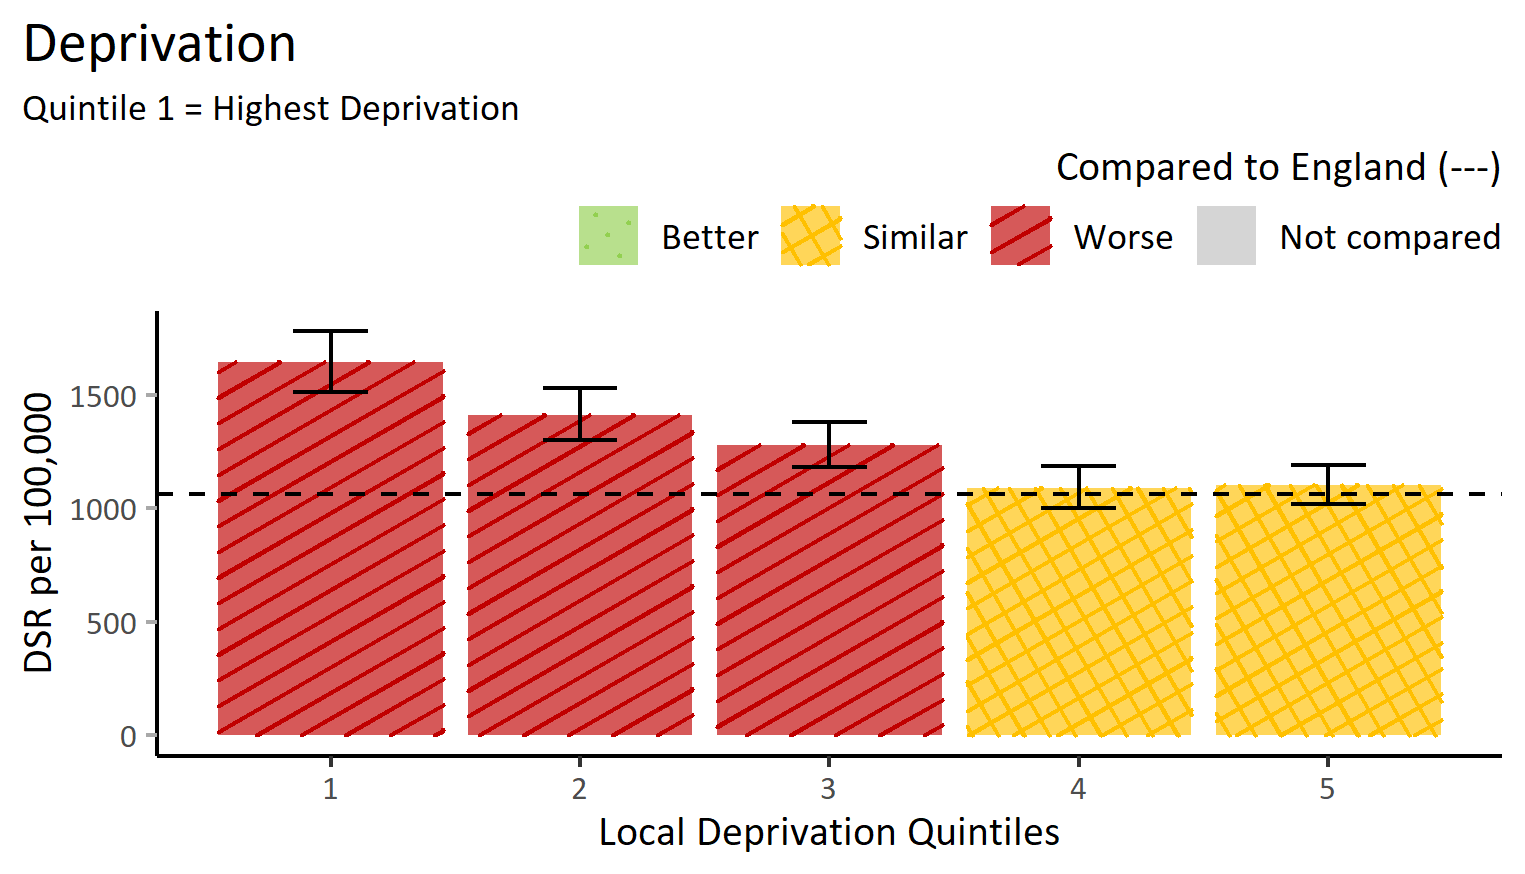 Deprivation
Quintile 1 = Highest Deprivation
Compared to England (---)
Better Similar Worse Not compared
DSR per 100,000
1500
1000
500
0
1 2 3 4 5
Local Deprivation Quintiles